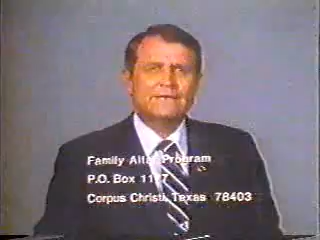 Family Altar Program
P.O. Box 1177
Corpus Christi, Texas 78403